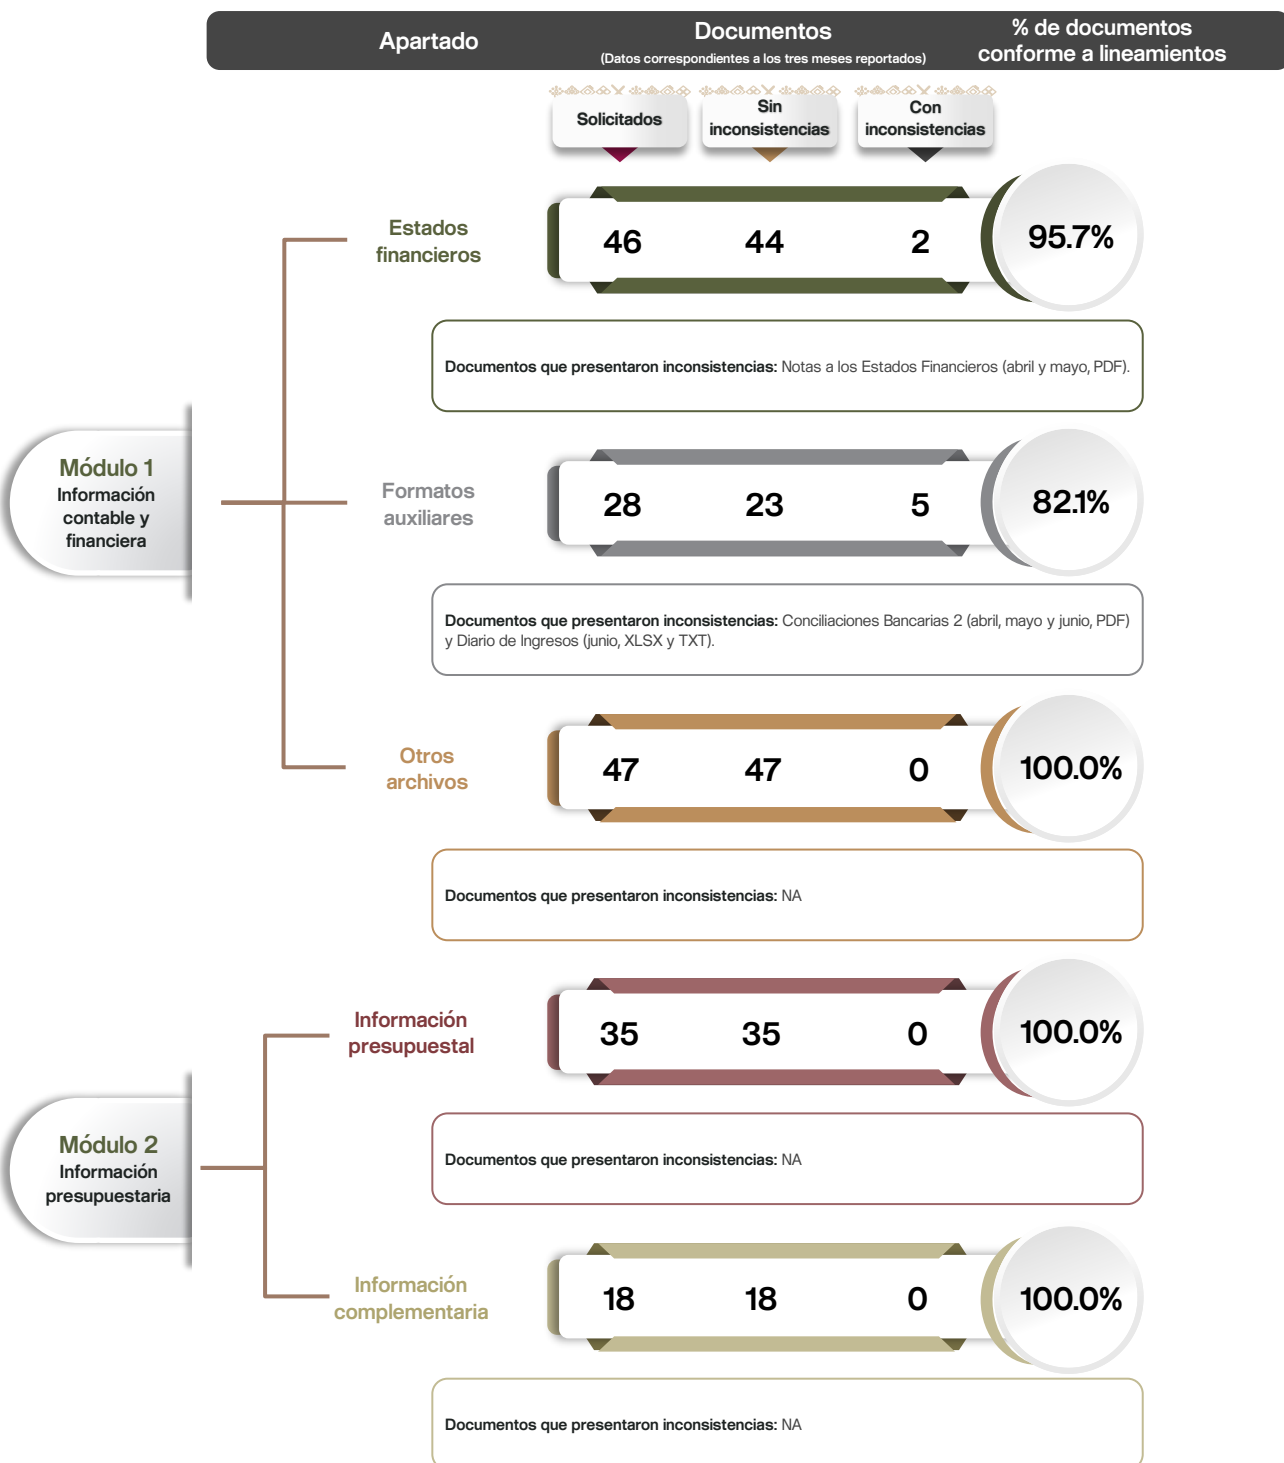 Apartado
Documentos
(Datos correspondientes a los tres meses reportados)
% de documentos
conforme a lineamientos
Solicitados
Sin
inconsistencias
Con
inconsistencias
Módulo 1
Información
contable y
financiera
Estados
financieros
46 44 2 95.7%
Documentos que presentaron inconsistencias: Notas a los Estados Financieros (abril y mayo, PDF).
Formatos
auxiliares
28 23 5 82.1%
Documentos que presentaron inconsistencias: Conciliaciones Bancarias 2 (abril, mayo y junio, PDF)
y Diario de Ingresos (junio, XLSX y TXT).
Otros
archivos
47 47 0 100.0%
Documentos que presentaron inconsistencias: NA
Módulo 2
Información
presupuestaria
Información
presupuestal
35 35 0 100.0%
Documentos que presentaron inconsistencias: NA
Información
complementaria
18 18 0 100.0%
Documentos que presentaron inconsistencias: NA